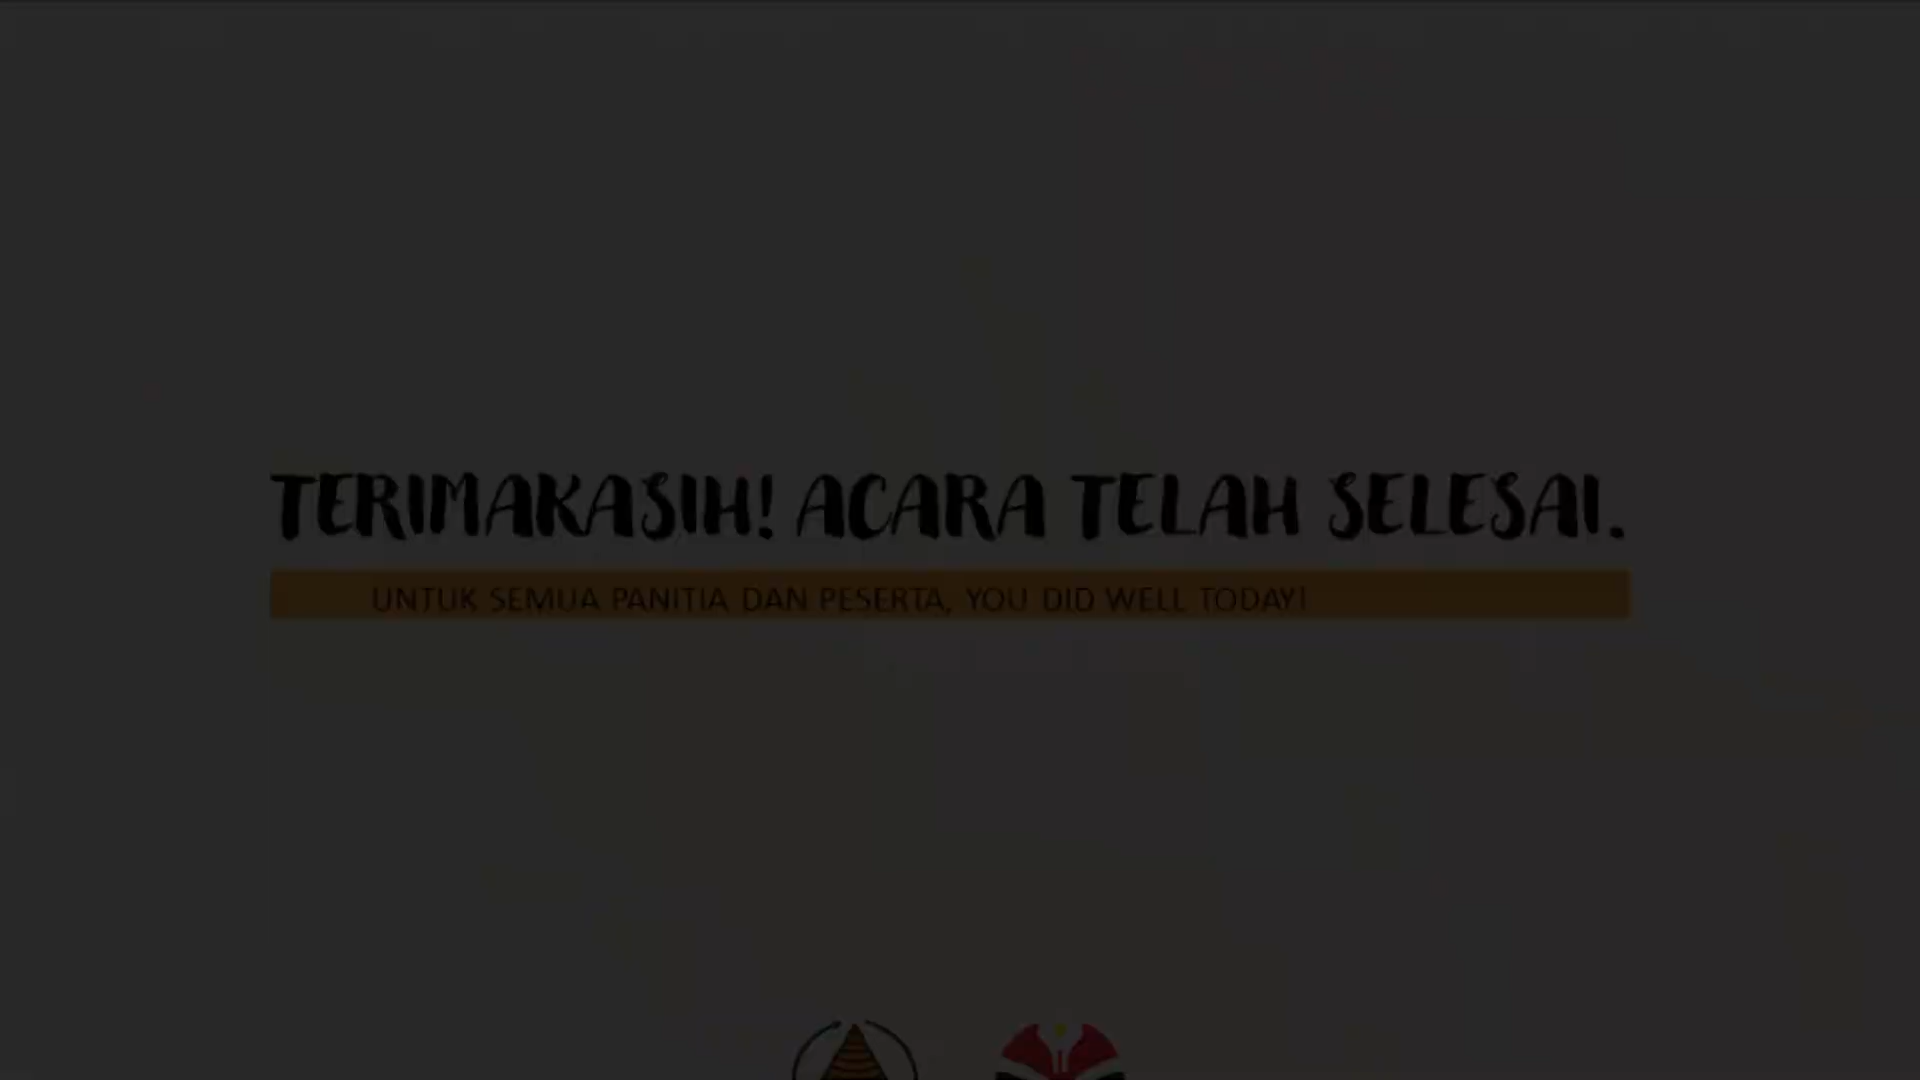 TERIMAKASIH! ACARA TELAH SELESAI.
UNTUK SEMUA PANITIA DAN PESERTA, YOU DID WELL TODAY!